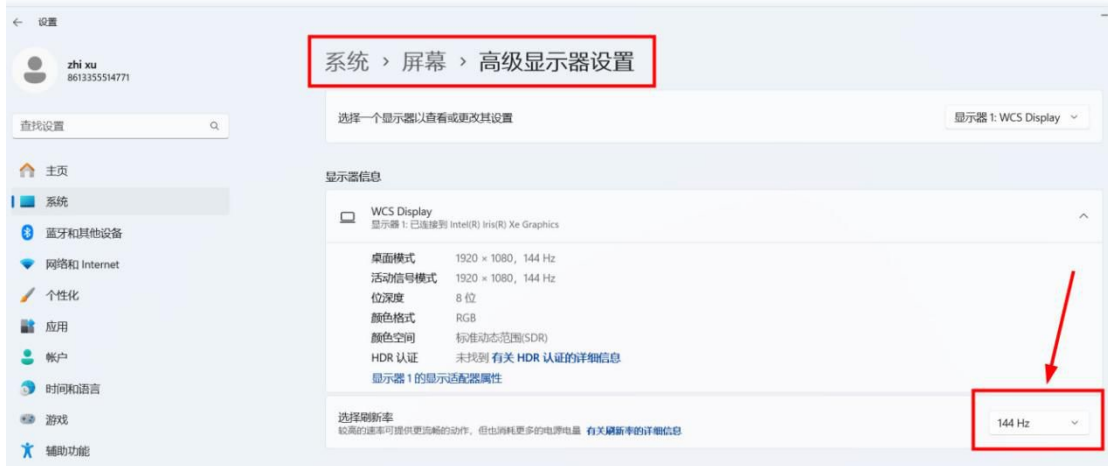 ← 设置
zhi xu
8613355514771
查找设置
主页
系统
蓝牙和其他设备
网络和 Internet
个性化
应用
帐户
时间和语言
游戏
辅助功能
系统 › 屏幕 › 高级显示器设置
选择一个显示器以查看或更改其设置
显示器 1: WCS Display
显示器信息
WCS Display
显示器 1: 已连接到 Intel(R) Iris(R) Xe Graphics
桌面模式 1920 × 1080, 144 Hz
活动信号模式 1920 × 1080, 144 Hz
位深度 8 位
颜色格式 RGB
颜色空间 标准动态范围(SDR)
HDR 认证 未找到 有关 HDR 认证的详细信息
显示器 1 的显示适配器属性
选择刷新率
较高的速率可提供更流畅的动作，但也消耗更多的电源电量 有关刷新率的详细信息
144 Hz